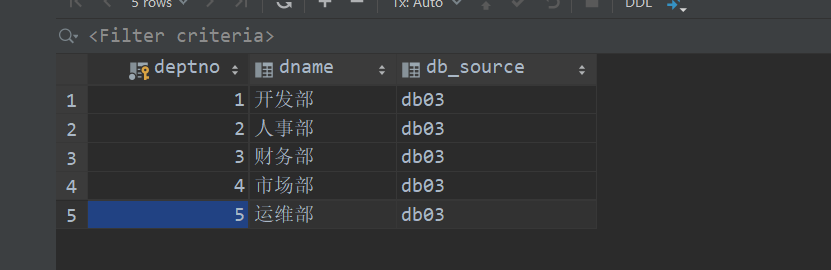 5 rows Tx: Auto DDL
<Filter criteria>
deptno dname db_source
1 1 开发部 db03
2 2 人事部 db03
3 3 财务部 db03
4 4 市场部 db03
5 5 运维部 db03